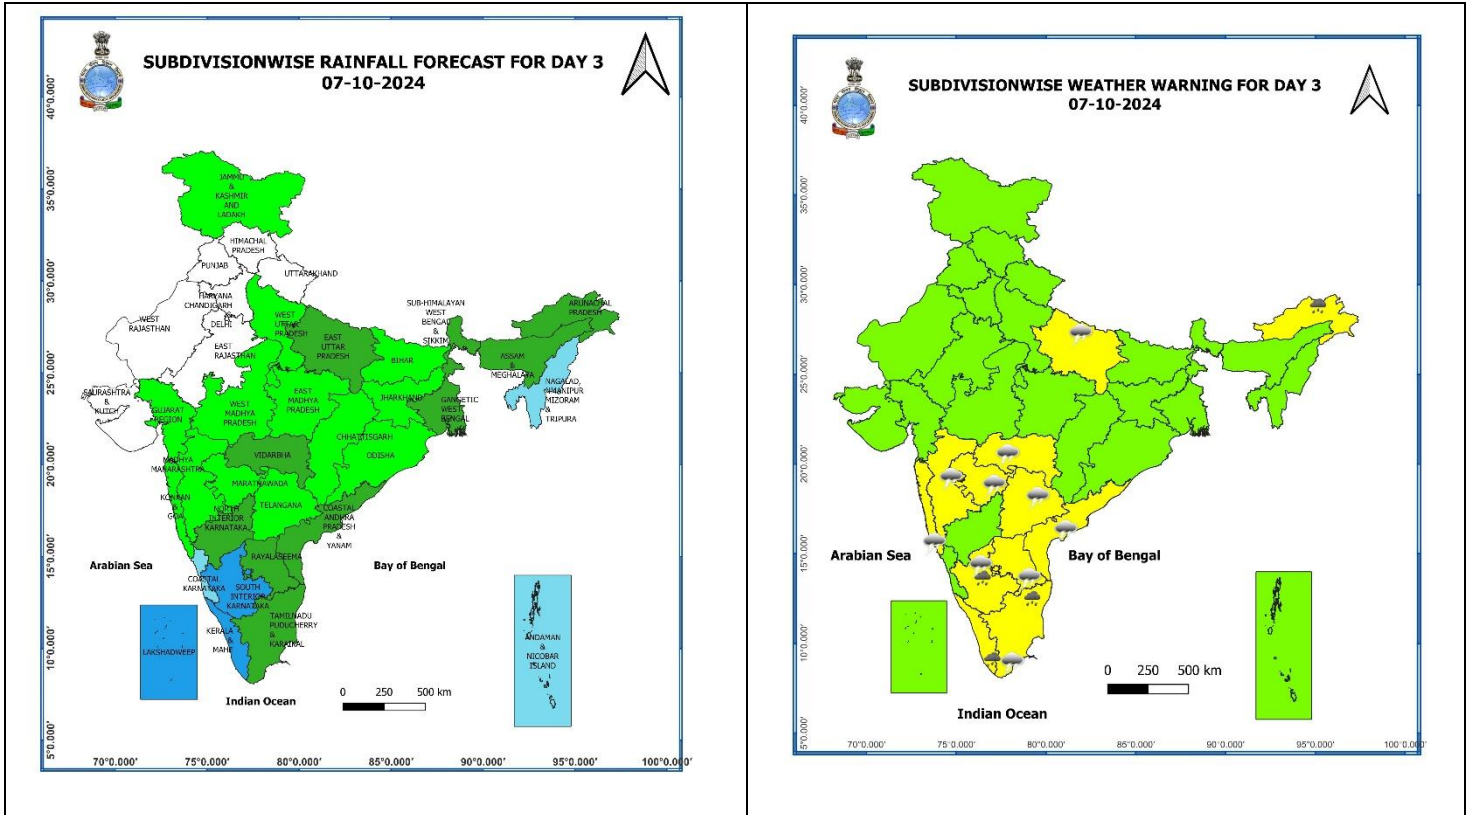 SUBDIVISIONWISE RAINFALL FORECAST FOR DAY 3
07-10-2024
40°0.000'
35°0.000'
30°0.000'
25°0.000'
20°0.000'
15°0.000'
10°0.000'
5°0.000'
JAMMU
&
KASHMIR
AND
LADAKH
HIMACHAL
PRADESH
PUNJAB
UTTARAKHAND
HARYANA
CHANDIGARH
&
DELHI
WEST
RAJASTHAN
EAST
RAJASTHAN
WEST
UTTAR
PRADESH
EAST
UTTAR
PRADESH
BIHAR
SUB-HIMALAYAN
WEST
BENGAL
&
SIKKIM
ARUNACHAL
PRADESH
ASSAM
&
MEGHALAYA
NAGALAD,
MANIPUR
MIZORAM
&
TRIPURA
SAURASHTRA
&
KUTCH
GUJARAT
REGION
WEST
MADHYA
PRADESH
EAST
MADHYA
PRADESH
JHARKHAND
GANGETIC
WEST
BENGAL
CHHATTISGARH
ODISHA
VIDARBHA
MADHYA
MAHARASHTRA
MARATHAWADA
KONKAN
&
GOA
NORTH
INTERIOR
KARNATAKA
TELANGANA
COASTAL
ANDHRA
PRADESH
&
YANAM
RAYALASEEMA
COASTAL
KARNATAKA
SOUTH
INTERIOR
KARNATAKA
TAMILNADU
PUDUCHERRY
&
KARAIKAL
KERALA
&
MAHE
LAKSHADWEEP
ANDAMAN
&
NICOBAR
ISLAND
Arabian Sea
Bay of Bengal
Indian Ocean
0 250 500 km
70°0.000' 75°0.000' 80°0.000' 85°0.000' 90°0.000' 95°0.000' 100°0.000'
SUBDIVISIONWISE WEATHER WARNING FOR DAY 3
07-10-2024
40°0.000'
35°0.000'
30°0.000'
25°0.000'
20°0.000'
15°0.000'
10°0.000'
5°0.000'
Arabian Sea
Bay of Bengal
Indian Ocean
0 250 500 km
70°0.000' 75°0.000' 80°0.000' 85°0.000' 90°0.000' 95°0.000' 100°0.000'